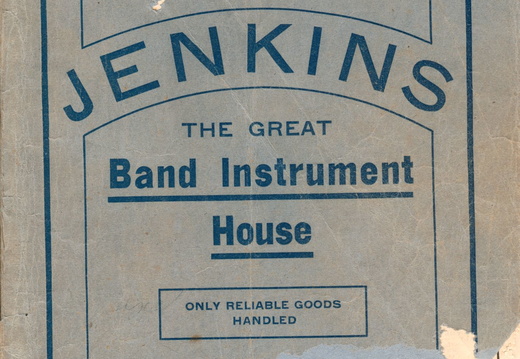 JENKINS
THE GREAT
Band Instrument
House
ONLY RELIABLE GOODS
HANDLED